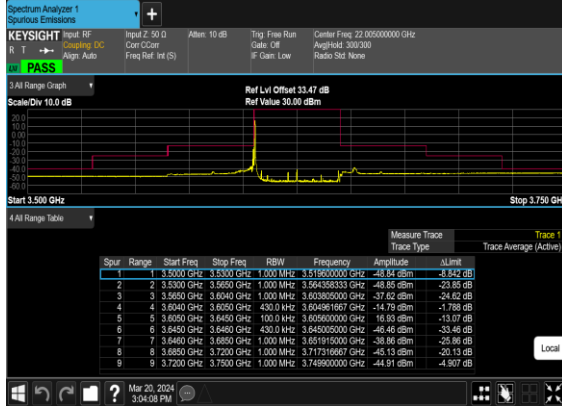 Spectrum Analyzer 1
Spurious Emissions
+
KEYSIGHT Input: RF Input Z: 50 Ω Atten: 10 dB Trig: Free Run Center Freq: 22.005000000 GHz
R T Coupling: DC Corr CCorr Gate: Off Avg|Hold: 300/300
Align: Auto Freq Ref: Int (S) IF Gain: Low Radio Std: None
PASS
3 All Range Graph
Ref Lvl Offset 33.47 dB
Scale/Div 10.0 dB Ref Value 30.00 dBm
20.0
10.0
0.00
-10.0
-20.0
-30.0
-40.0
-50.0
-60.0
Start 3.500 GHz Stop 3.750 GH
4 All Range Table
Measure Trace Trace 1
Trace Type Trace Average (Active)
Spur Range Start Freq Stop Freq RBW Frequency Amplitude ΔLimit
1 1 3.5000 GHz 3.5300 GHz 1.000 MHz 3.519600000 GHz -48.84 dBm -8.842 dB
2 2 3.5300 GHz 3.5650 GHz 1.000 MHz 3.564358333 GHz -48.85 dBm -23.85 dB
3 3 3.5650 GHz 3.6040 GHz 1.000 MHz 3.603805000 GHz -37.62 dBm -24.62 dB
4 4 3.6040 GHz 3.6050 GHz 430.0 kHz 3.604961667 GHz -14.79 dBm -1.788 dB
5 5 3.6050 GHz 3.6450 GHz 100.0 kHz 3.605600000 GHz 16.93 dBm -13.07 dB
6 6 3.6450 GHz 3.6460 GHz 430.0 kHz 3.645005000 GHz -46.46 dBm -33.46 dB
7 7 3.6460 GHz 3.6850 GHz 1.000 MHz 3.651915000 GHz -38.86 dBm -25.86 dB
8 8 3.6850 GHz 3.7200 GHz 1.000 MHz 3.717316667 GHz -45.13 dBm -20.13 dB
9 9 3.7200 GHz 3.7500 GHz 1.000 MHz 3.749900000 GHz -44.91 dBm -4.907 dB
Local
? Mar 20, 2024
3:04:08 PM